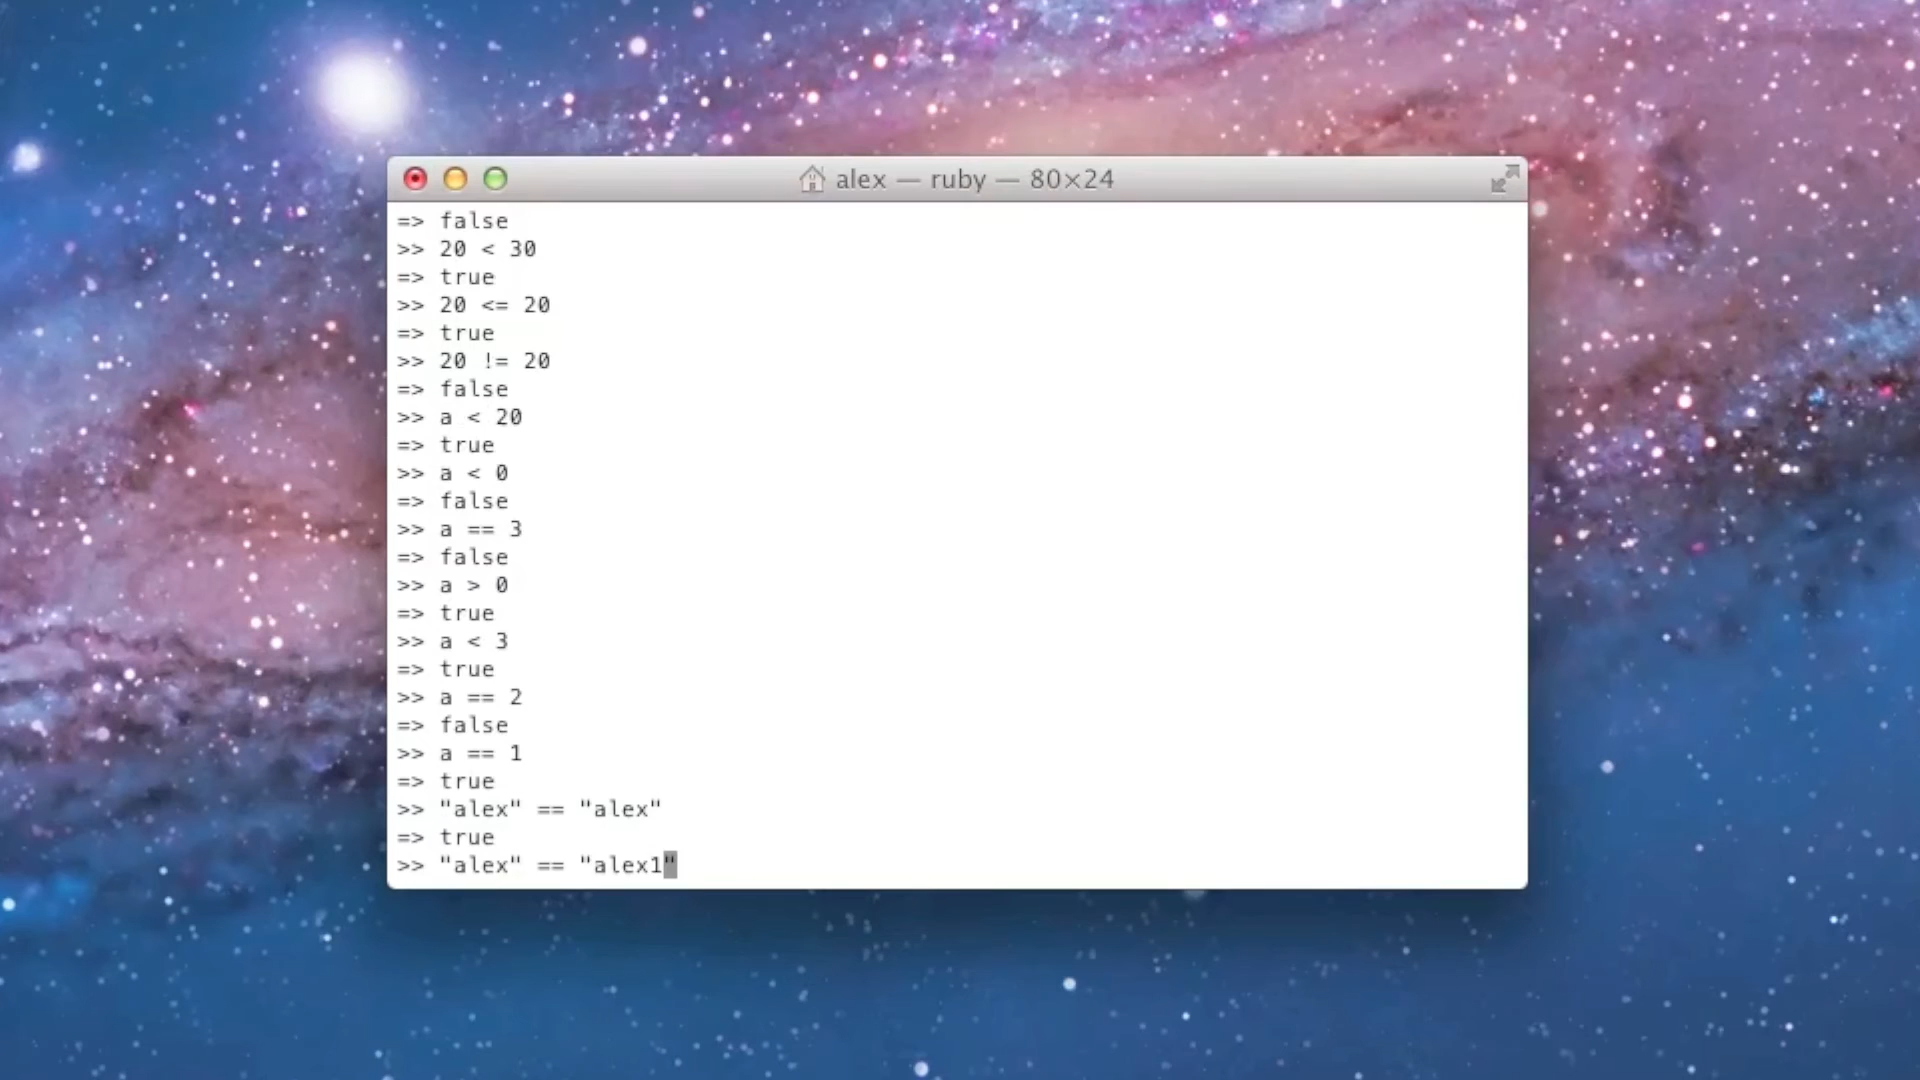 alex — ruby — 80×24
=> false
>> 20 < 30
=> true
>> 20 <= 20
=> true
>> 20 != 20
=> false
>> a < 20
=> true
>> a < 0
=> false
>> a == 3
=> false
>> a > 0
=> true
>> a < 3
=> true
>> a == 2
=> false
>> a == 1
=> true
>> "alex" == "alex"
=> true
>> "alex" == "alex1"